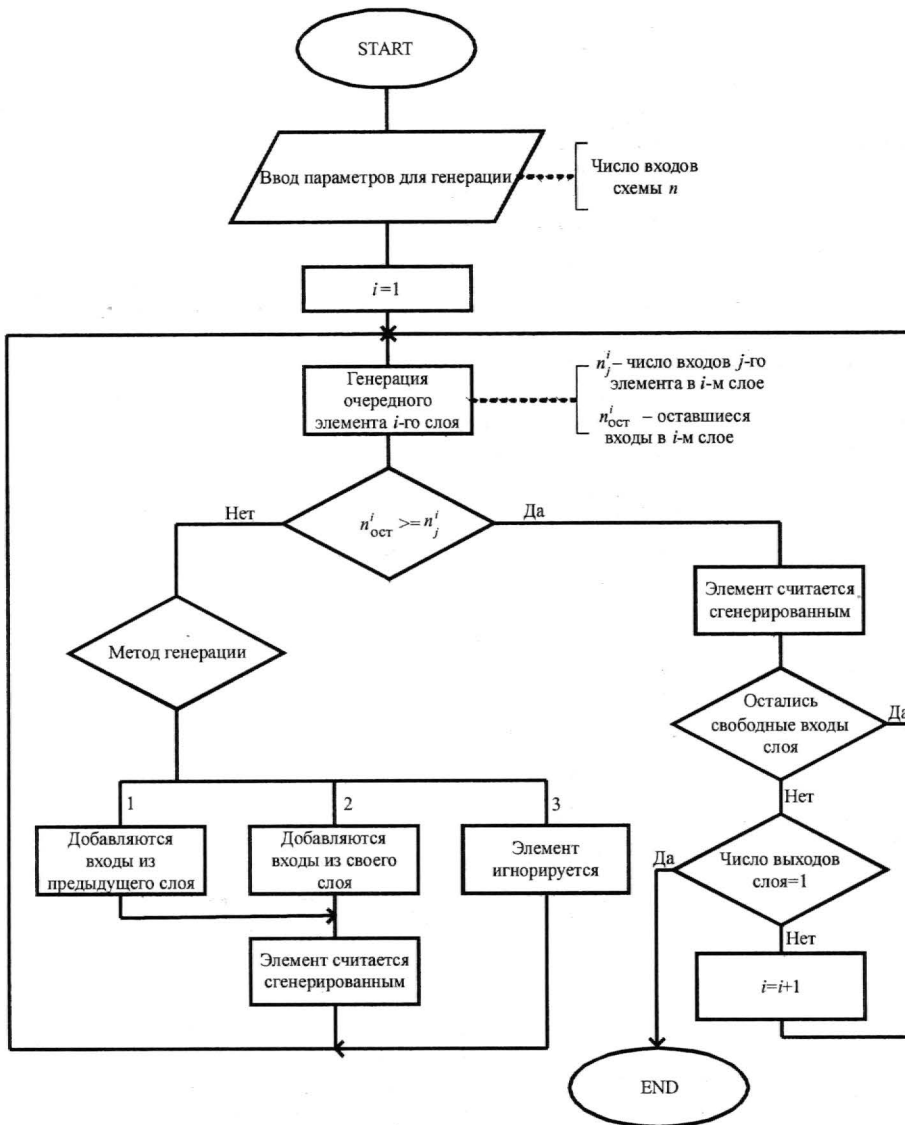 START
Ввод параметров для генерации
Число входов
схемы n
i=1
Генерация
очередного
элемента i-го слоя
n_j^i – число входов j-го
элемента в i-м слое
n_ост^i – оставшиеся
входы в i-м слое
Нет
n_ост^i >= n_j^i
Да
Элемент считается
сгенерированным
Метод генерации
Остались
свободные входы
слоя
Да
Нет
1
2
3
Добавляются
входы из
предыдущего слоя
Добавляются
входы из своего
слоя
Элемент
игнорируется
Да
Число выходов
слоя=1
Нет
Элемент считается
сгенерированным
i=i+1
END